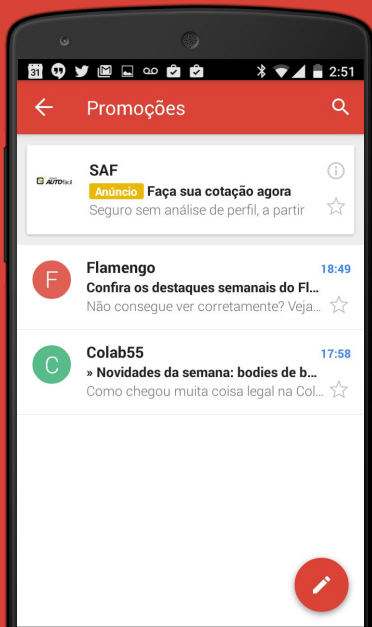 31
2:51
Promoções
SAF
AUTOfácil
Anúncio Faça sua cotação agora
Seguro sem análise de perfil, a partir
Flamengo
18:49
F
Confira os destaques semanais do Fl...
Não consegue ver corretamente? Veja...
Colab55
17:58
C
» Novidades da semana: bodies de b...
Como chegou muita coisa legal na Col...